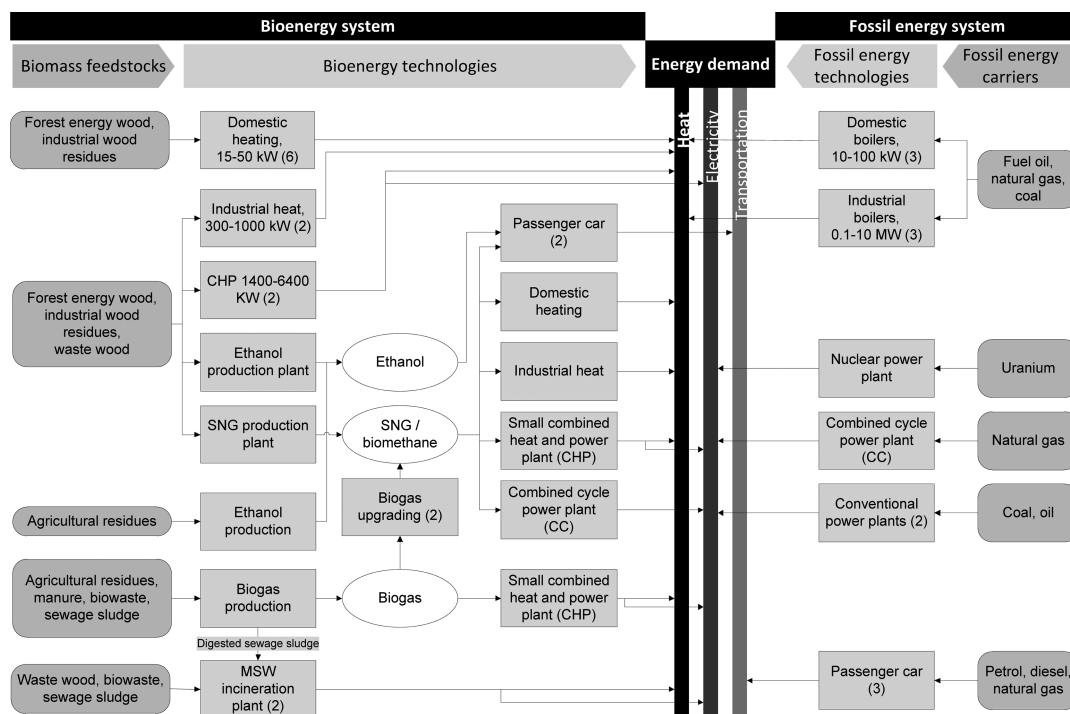 Bioenergy system
Fossil energy system
Biomass feedstocks
Bioenergy technologies
Energy demand
Fossil energy
technologies
Fossil energy
carriers
Heat
Electricity
Transportation
Forest energy wood,
industrial wood
residues
Domestic
heating,
15-50 kW (6)
Domestic
boilers,
10-100 kW (3)
Fuel oil,
natural gas,
coal
Industrial heat,
300-1000 kW (2)
Passenger car
(2)
Industrial
boilers,
0.1-10 MW (3)
Forest energy wood,
industrial wood
residues,
waste wood
CHP 1400-6400
KW (2)
Domestic
heating
Ethanol
production plant
Ethanol
Industrial heat
Nuclear power
plant
Uranium
SNG production
plant
SNG /
biomethane
Small combined
heat and power
plant (CHP)
Combined cycle
power plant
(CC)
Natural gas
Agricultural residues
Ethanol
production
Biogas
upgrading (2)
Combined cycle
power plant
(CC)
Conventional
power plants (2)
Coal, oil
Agricultural residues,
manure, biowaste,
sewage sludge
Biogas
production
Biogas
Small combined
heat and power
plant (CHP)
Digested sewage sludge
Waste wood, biowaste,
sewage sludge
MSW
incineration
plant (2)
Passenger car
(3)
Petrol, diesel,
natural gas